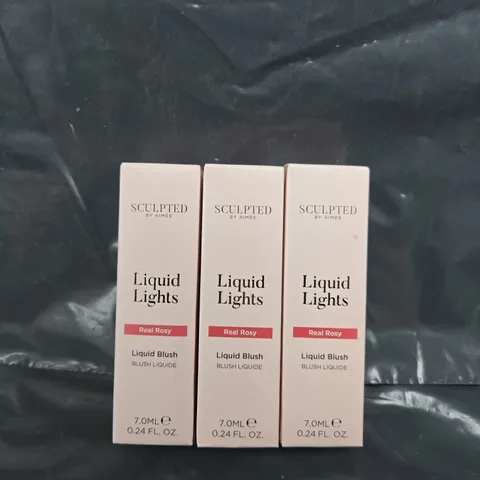 SCULPTED
BY AIMEE
Liquid
Lights
Real Rosy
Liquid Blush
BLUSH LIQUIDE
7.0ML ℮
0.24 FL. OZ.
SCULPTED
BY AIMEE
Liquid
Lights
Real Rosy
Liquid Blush
BLUSH LIQUIDE
7.0ML ℮
0.24 FL. OZ.
SCULPTED
BY AIMEE
Liquid
Lights
Real Rosy
Liquid Blush
BLUSH LIQUIDE
7.0ML ℮
0.24 FL. OZ.